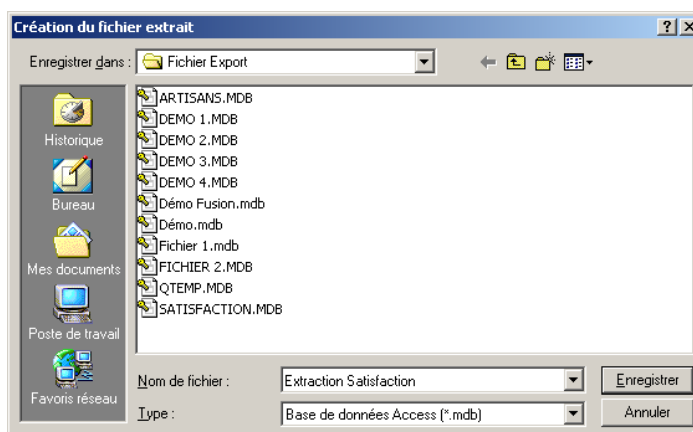 Création du fichier extrait
Enregistrer dans : Fichier Export
Historique
Bureau
Mes documents
Poste de travail
Favoris réseau
ARTISANS.MDB
DEMO 1.MDB
DEMO 2.MDB
DEMO 3.MDB
DEMO 4.MDB
Démo Fusion.mdb
Démo.mdb
Fichier 1.mdb
FICHIER 2.MDB
QTEMP.MDB
SATISFACTION.MDB
Nom de fichier : Extraction Satisfaction Enregistrer
Type : Base de données Access (*.mdb) Annuler